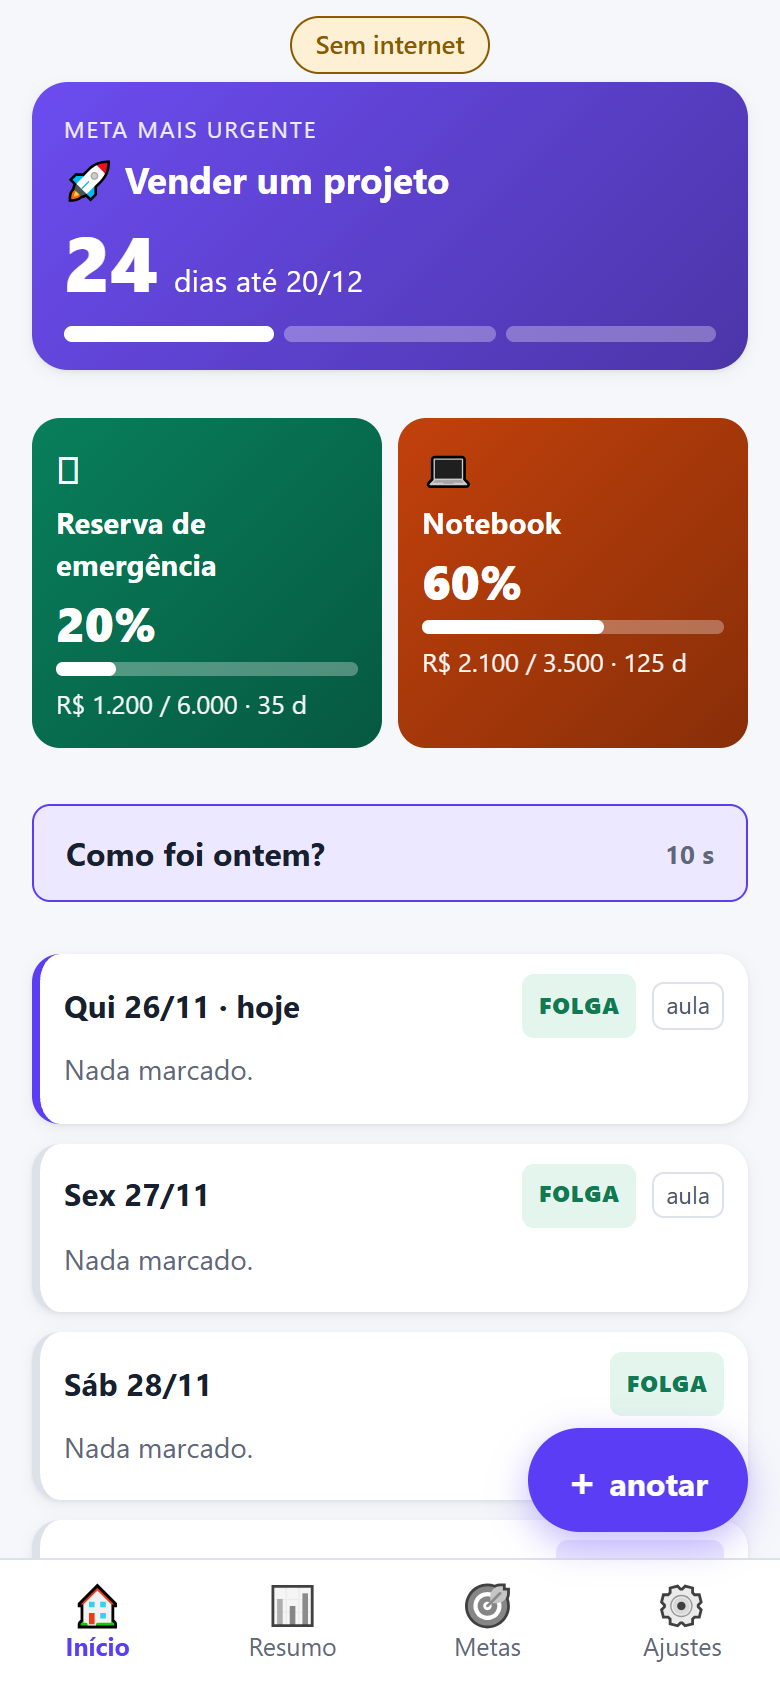 Sem internet
META MAIS URGENTE
🚀 Vender um projeto
24 dias até 20/12
Reserva de
emergência
20%
R$ 1.200 / 6.000 · 35 d
Notebook
60%
R$ 2.100 / 3.500 · 125 d
Como foi ontem? 10 s
Qui 26/11 · hoje FOLGA aula
Nada marcado.
Sex 27/11 FOLGA aula
Nada marcado.
Sáb 28/11 FOLGA
Nada marcado.
+ anotar
Início Resumo Metas Ajustes